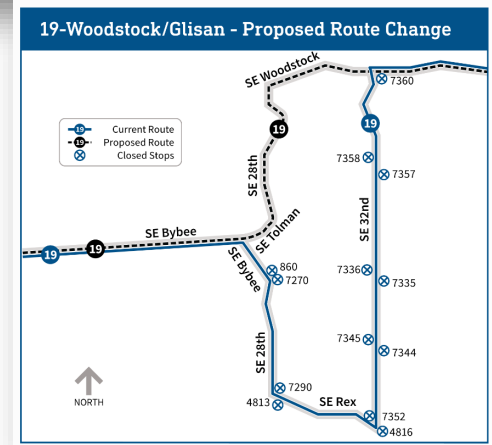 19-Woodstock/Glisan - Proposed Route Change
SE Woodstock
7360
19 Current Route
19 Proposed Route
Closed Stops
19
19
7358
7357
SE 28th
SE 32nd
SE Bybee
SE Tolman
19
19
SE Bybee
860
7270
7336
7335
SE 28th
7345
7344
7290
4813
SE Rex
7352
4816
NORTH